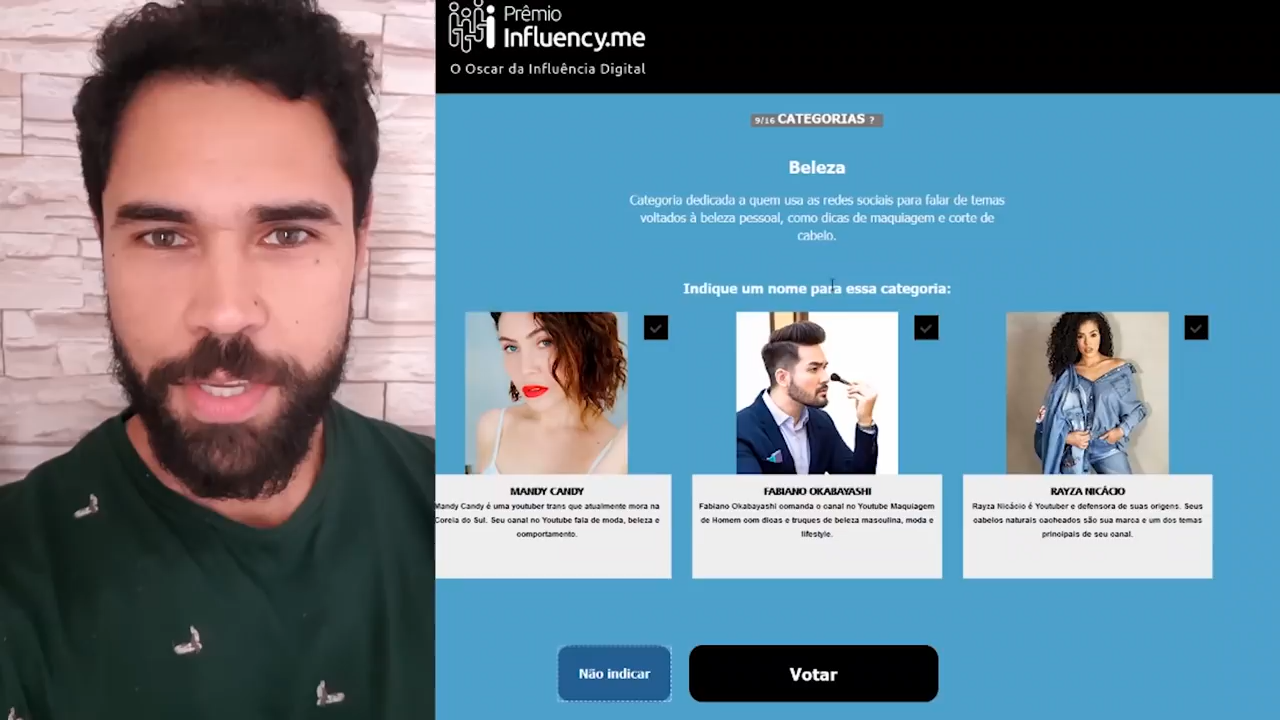 Prêmio
Influency.me
O Oscar da Influência Digital
9/16 CATEGORIAS ?
Beleza
Categoria dedicada a quem usa as redes sociais para falar de temas
voltados à beleza pessoal, como dicas de maquiagem e corte de
cabelo.
Indique um nome para essa categoria:
MANDY CANDY
Mandy Candy é uma youtuber trans que atualmente mora na
Coreia do Sul. Seu canal no Youtube fala de moda, beleza e
comportamento.
FABIANO OKABAYASHI
Fabiano Okabayashi comanda o canal no Youtube Maquiagem
de Homem com dicas e truques de beleza masculina, moda e
lifestyle.
RAYZA NICÁCIO
Rayza Nicácio é Youtuber e defensora de suas origens. Seus
cabelos naturais cacheados são sua marca e um dos temas
principais de seu canal.
Não indicar
Votar